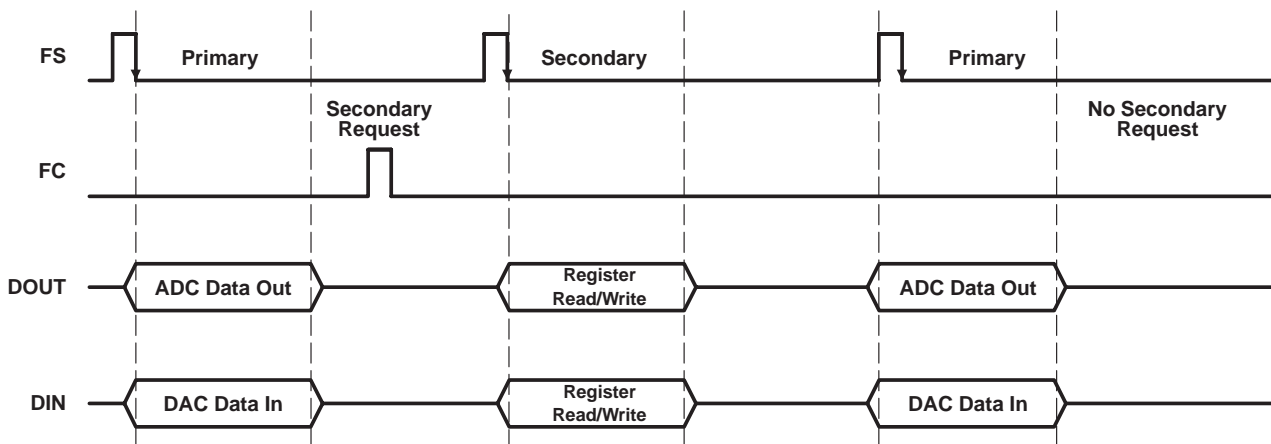 FS
Primary
Secondary
Primary
Secondary
Request
No Secondary
Request
FC
DOUT
ADC Data Out
Register
Read/Write
ADC Data Out
DIN
DAC Data In
Register
Read/Write
DAC Data In